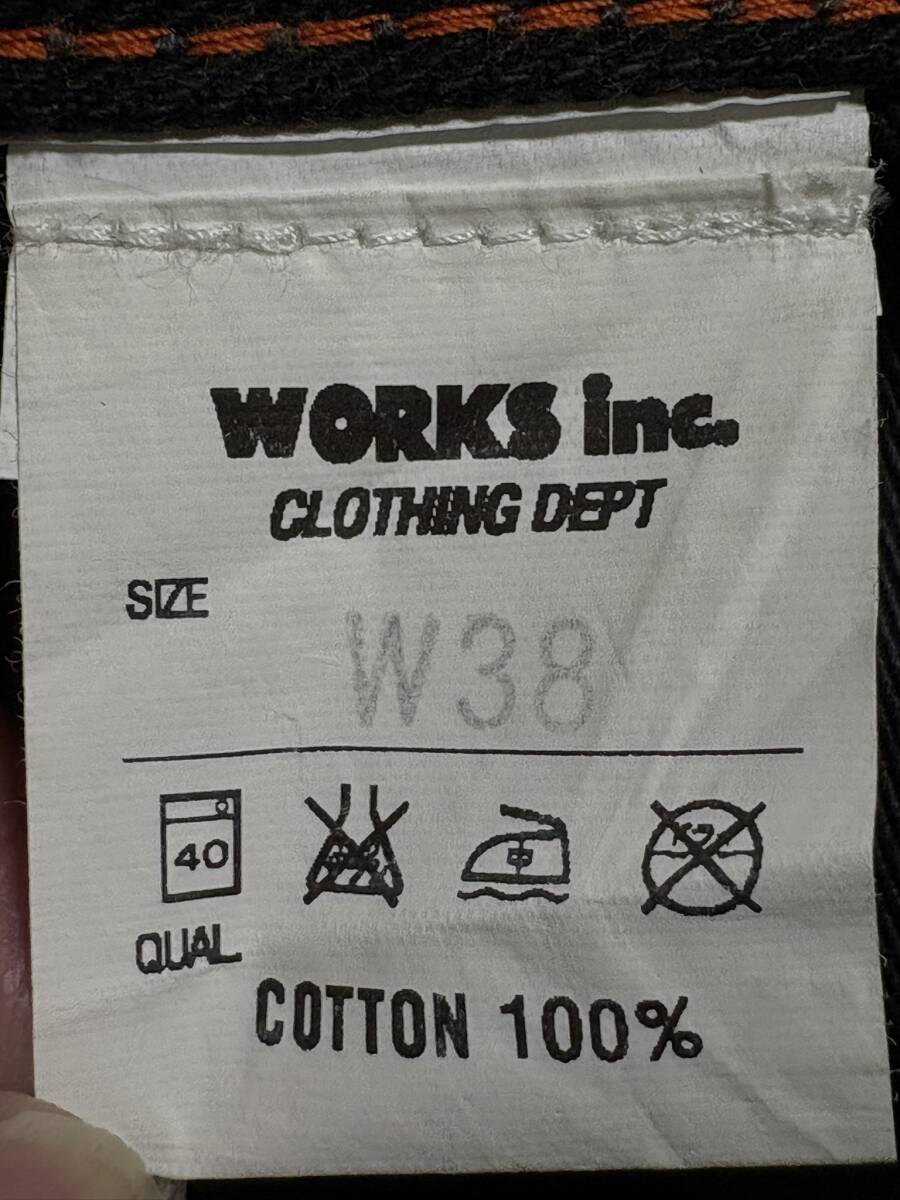 WORKS inc.
CLOTHING DEPT
SIZE
W38
40
QUAL
COTTON 100%